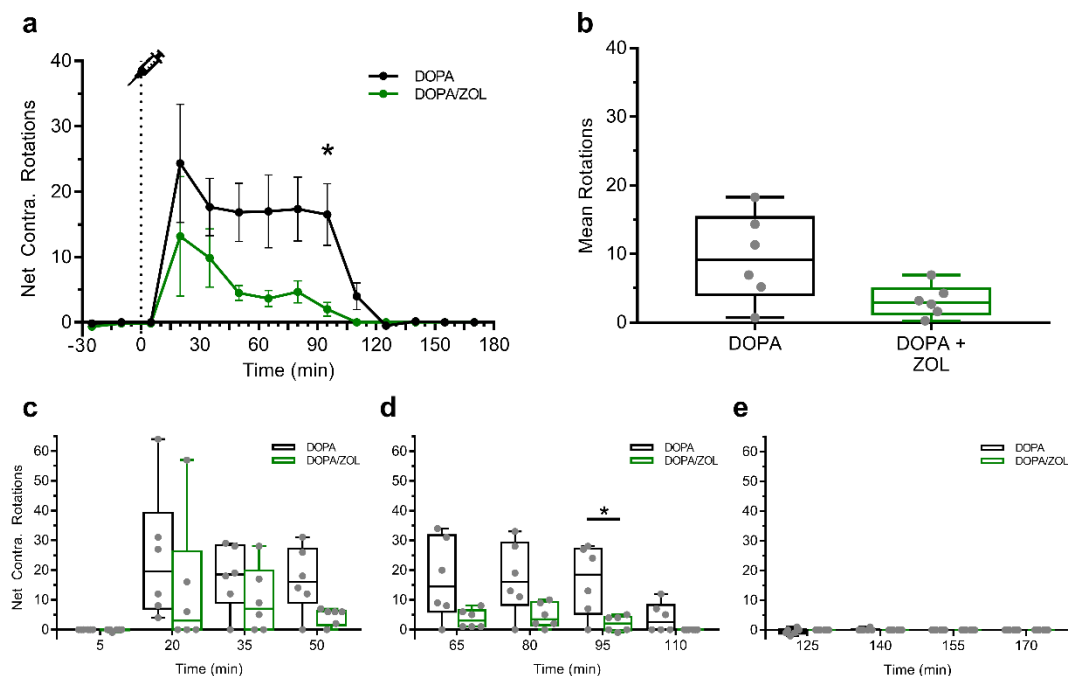 a
Net Contra. Rotations
40
30
20
10
0
-30 0 30 60 90 120 150 180
Time (min)
DOPA
DOPA/ZOL
*
b
Mean Rotations
40
30
20
10
0
DOPA
DOPA +
ZOL
c
Net Contra. Rotations
60
50
40
30
20
10
0
5 20 35 50
Time (min)
DOPA
DOPA/ZOL
d
60
50
40
30
20
10
0
65 80 95 110
Time (min)
DOPA
DOPA/ZOL
*
e
60
50
40
30
20
10
0
125 140 155 170
Time (min)
DOPA
DOPA/ZOL